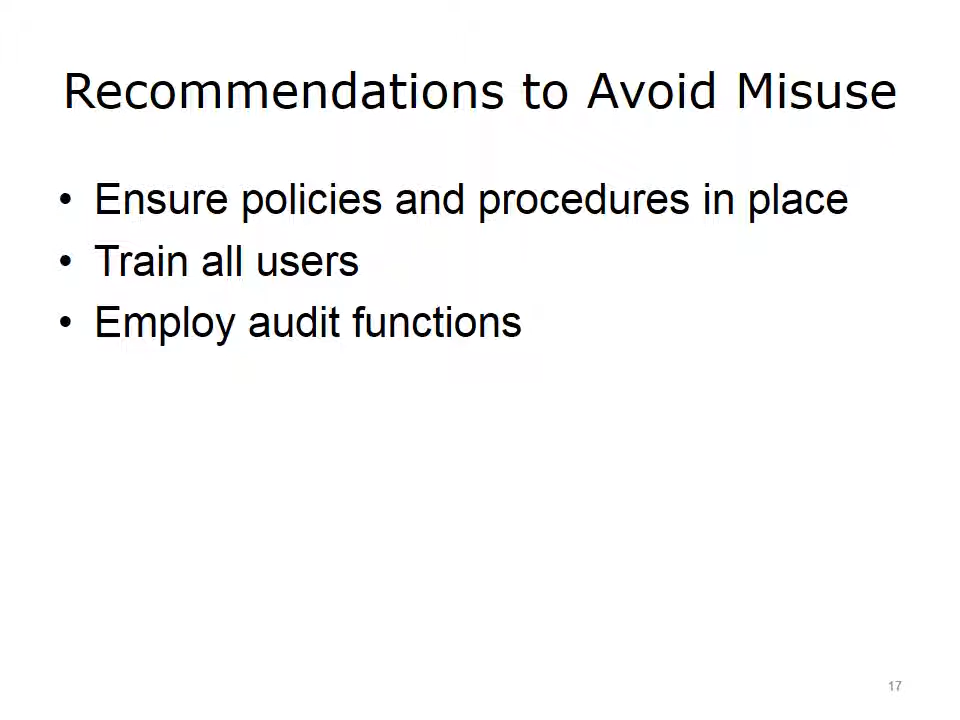 Recommendations to Avoid Misuse
• Ensure policies and procedures in place
• Train all users
• Employ audit functions
17